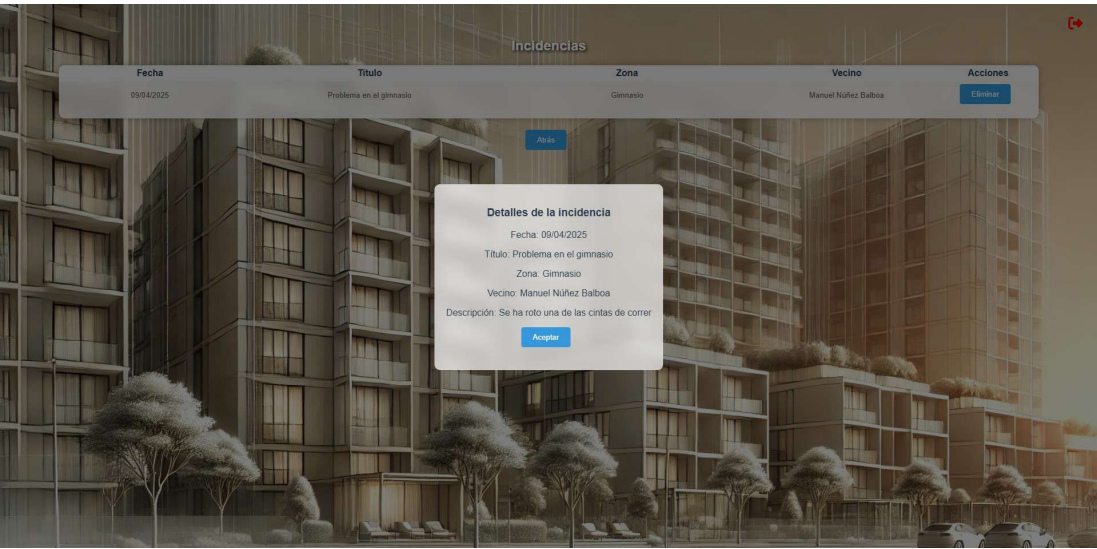 Incidencias
Fecha Titulo Zona Vecino Acciones
09/04/2025 Problema en el gimnasio Gimnasio Manuel Núñez Balboa Eliminar
Atrás
Detalles de la incidencia
Fecha: 09/04/2025
Título: Problema en el gimnasio
Zona: Gimnasio
Vecino: Manuel Núñez Balboa
Descripción: Se ha roto una de las cintas de correr
Aceptar